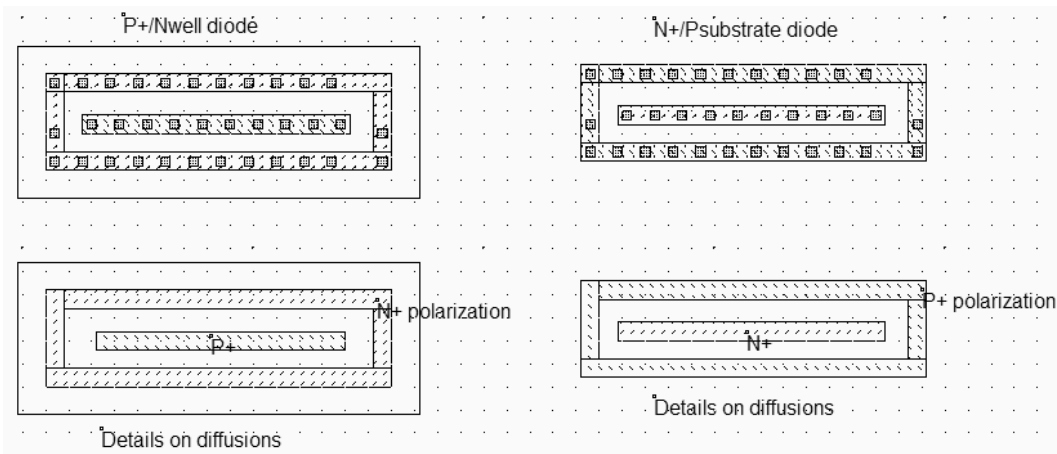 P+/Nwell diode
N+/Psubstrate diode
N+ polarization
P+ polarization
P+
N+
Details on diffusions
Details on diffusions